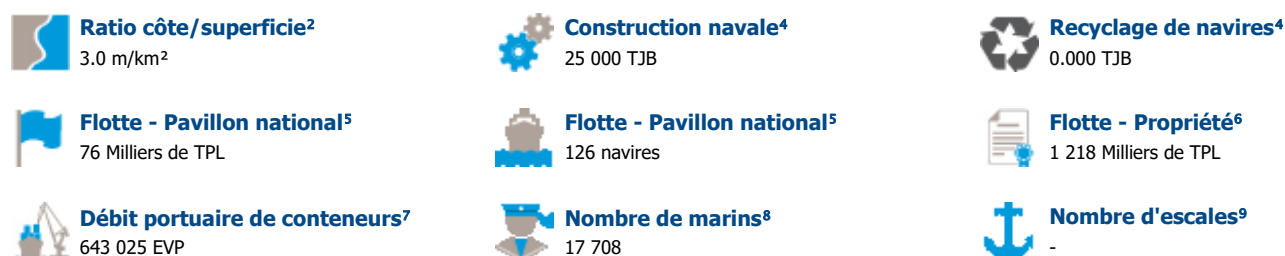 Ratio côte/superficie²
3.0 m/km²
Construction navale⁴
25 000 TJB
Recyclage de navires⁴
0.000 TJB
Flotte - Pavillon national⁵
76 Milliers de TPL
Flotte - Pavillon national⁵
126 navires
Flotte - Propriété⁶
1 218 Milliers de TPL
Débit portuaire de conteneurs⁷
643 025 EVP
Nombre de marins⁸
17 708
Nombre d'escales⁹
-